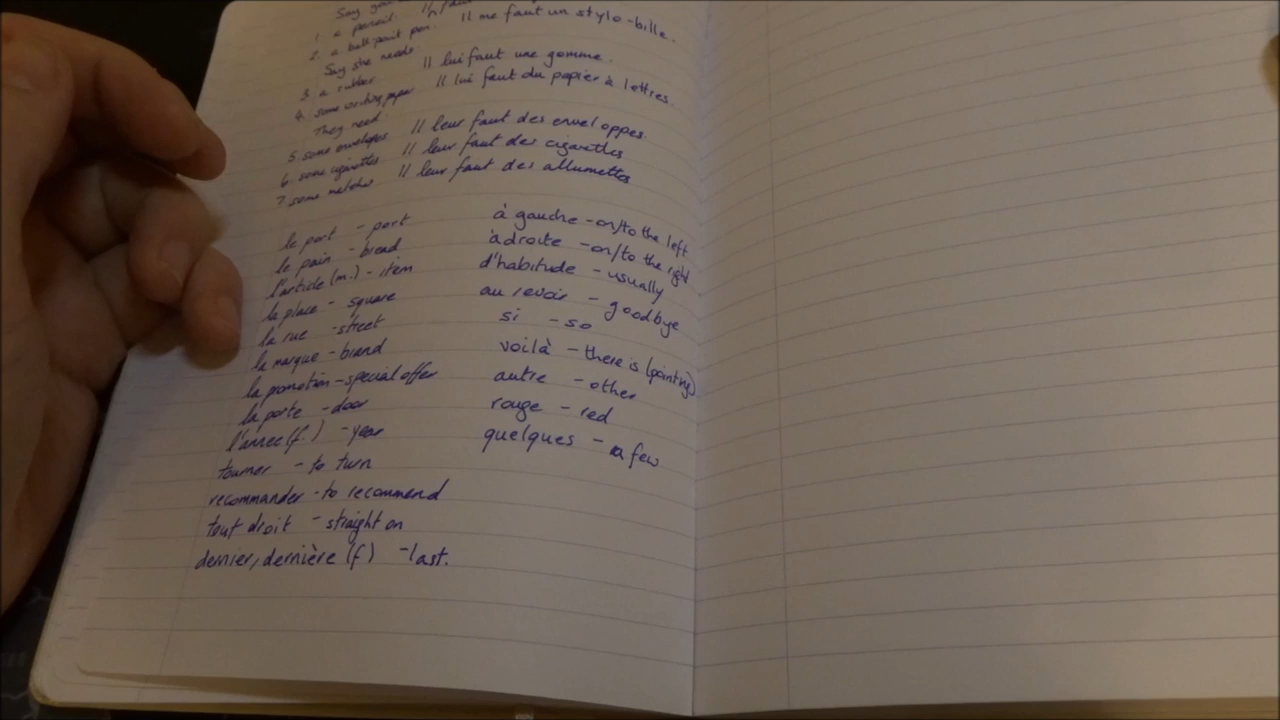 Say
1. a pencil. Il
2. a ball-point pen. Il me faut un stylo-bille.
Say she needs:
3. a rubber Il lui faut une gomme.
4. some writing paper Il lui faut du papier à lettres.
They need:
5. some envelopes Il leur faut des enveloppes.
6. some cigarettes Il leur faut des cigarettes
7. some matches Il leur faut des allumettes
le port - port
le pain - bread
l'article (m.) - item
la place - square
la rue - street
la marque - brand
la promotion - special offer
la porte - door
l'annee (f.) - year
tourner - to turn
recommander - to recommend
tout droit - straight on
dernier, dernière (f) - last.
à gauche - on/to the left
à droite - on/to the right
d'habitude - usually
au revoir - goodbye
si - so
voilà - there is (pointing)
autre - other
rouge - red
quelques - a few